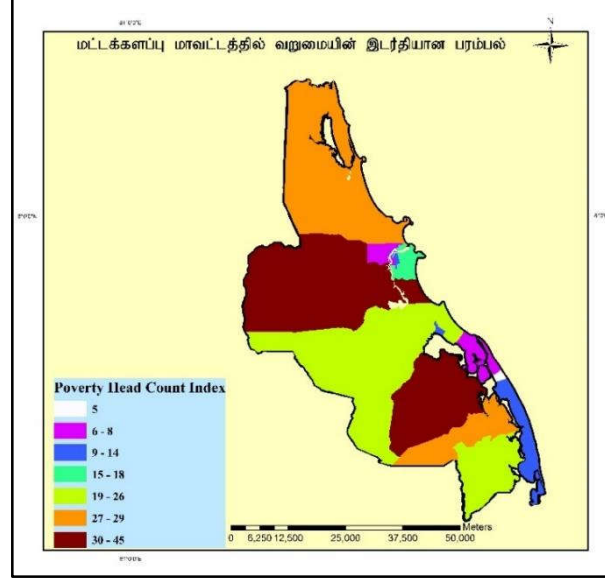 மட்டக்களப்பு மாவட்டத்தில் வறுமையின் இடர்தியான பரம்பல்
N
Poverty Head Count Index
5
6 - 8
9 - 14
15 - 18
19 - 26
27 - 29
30 - 45
Meters
0 6,250 12,500 25,000 37,500 50,000